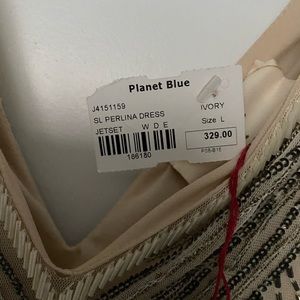 Planet Blue
J4151159 IVORY
SL PERLINA DRESS Size L
JETSET W D E 329.00
186180